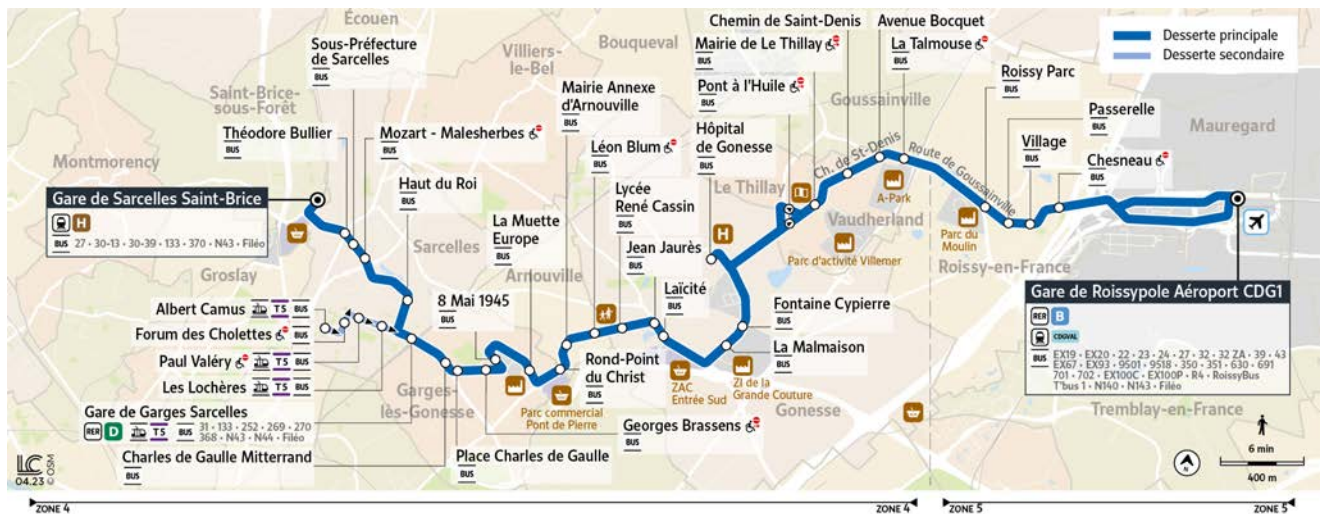 Écouen
Sous-Préfecture
de Sarcelles
BUS
Villiers-
le-Bel
Bouqueval
Chemin de Saint-Denis
BUS
Avenue Bocquet
BUS
Mairie de Le Thillay
BUS
La Talmouse
BUS
Desserte principale
Desserte secondaire
Saint-Brice-
sous-Forêt
Mairie Annexe
d'Arnouville
BUS
Pont à l'Huile
BUS
Goussainville
Roissy Parc
BUS
Passerelle
BUS
Mauregard
Théodore Bullier
BUS
Mozart - Malesherbes
BUS
Léon Blum
BUS
Hôpital
de Gonesse
BUS
Ch. de St-Denis
Route de Goussainville
Village
BUS
Chesneau
BUS
Montmorency
Haut du Roi
BUS
Lycée
René Cassin
BUS
Le Thillay
A-Park
Gare de Sarcelles Saint-Brice
H
BUS 27 • 30-13 • 30-39 • 133 • 370 • N43 • Filéo
La Muette
Europe
BUS
Sarcelles
Jean Jaurès
BUS
H
Vaudherland
Parc du
Moulin
Parc d'activité Villemer
Roissy-en-France
Groslay
Arnouville
Laïcité
BUS
Gare de Roissypole Aéroport CDG1
RER B
CDGVAL
BUS EX19 • EX20 • 22 • 23 • 24 • 27 • 32 • 32 ZA • 39 • 43
EX67 • EX93 • 9501 • 9518 • 350 • 351 • 630 • 691
701 • 702 • EX100C • EX100P • R4 • RoissyBus
T'bus 1 • N140 • N143 • Filéo
Albert Camus T5 BUS
8 Mai 1945
BUS
Fontaine Cypierre
BUS
Forum des Cholettes BUS
Paul Valéry T5 BUS
La Malmaison
BUS
Les Lochères T5 BUS
Rond-Point
du Christ
BUS
ZAC
Entrée Sud
ZI de la
Grande Couture
Garges-
lès-Gonesse
Parc commercial
Pont de Pierre
Gonesse
Tremblay-en-France
Gare de Garges Sarcelles
RER D T5 BUS 31 • 133 • 252 • 269 • 270
368 • N43 • N44 • Filéo
Georges Brassens
BUS
Charles de Gaulle Mitterrand
BUS
Place Charles de Gaulle
BUS
LC
04.23 © OSM
N
6 min
400 m
ZONE 4
ZONE 4
ZONE 5
ZONE 5